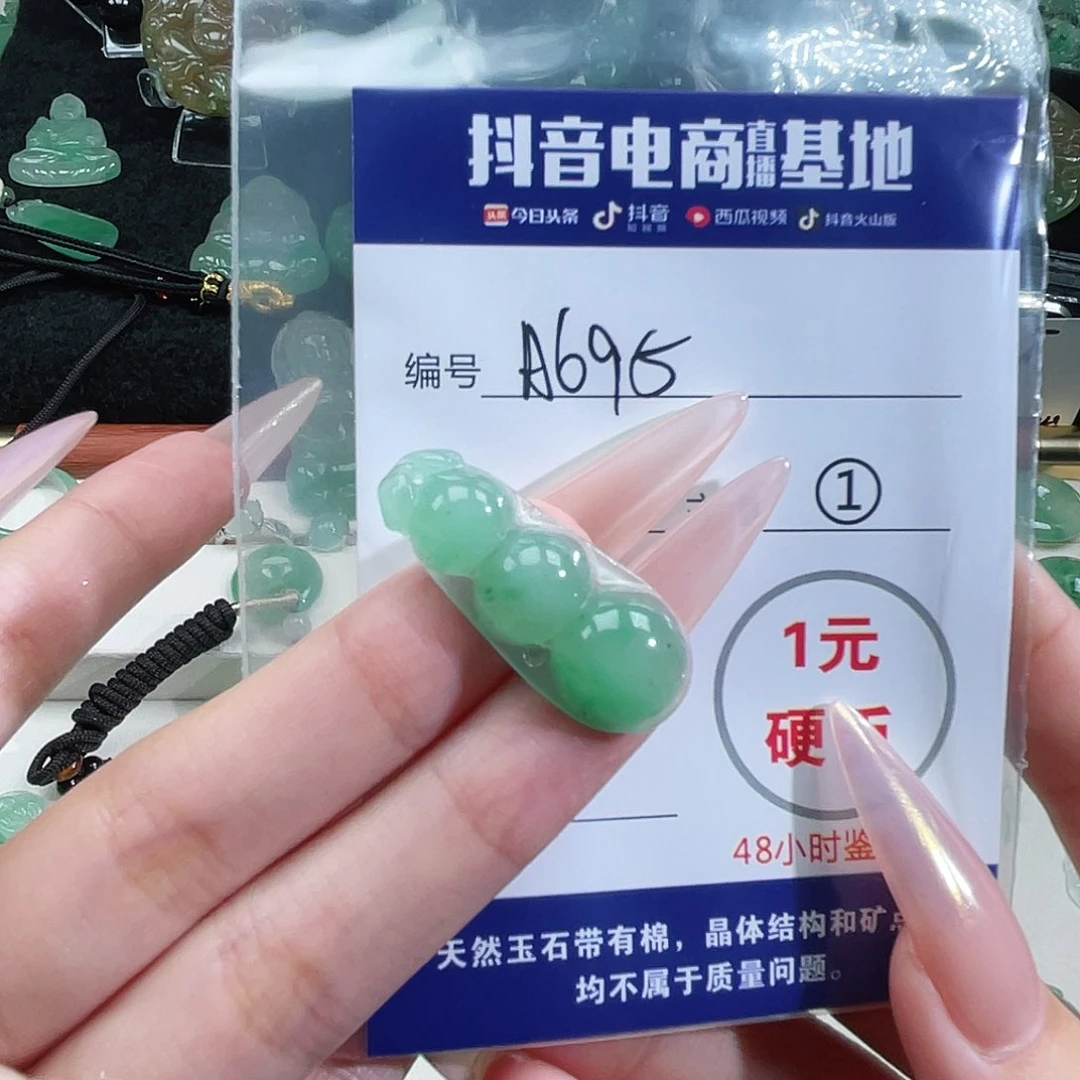 抖音电商直播基地
今日头条 抖音 西瓜视频 抖音火山版
编号 A695
①
1元
硬
48小时鉴
天然玉石带有棉，晶体结构和矿
均不属于质量问题。